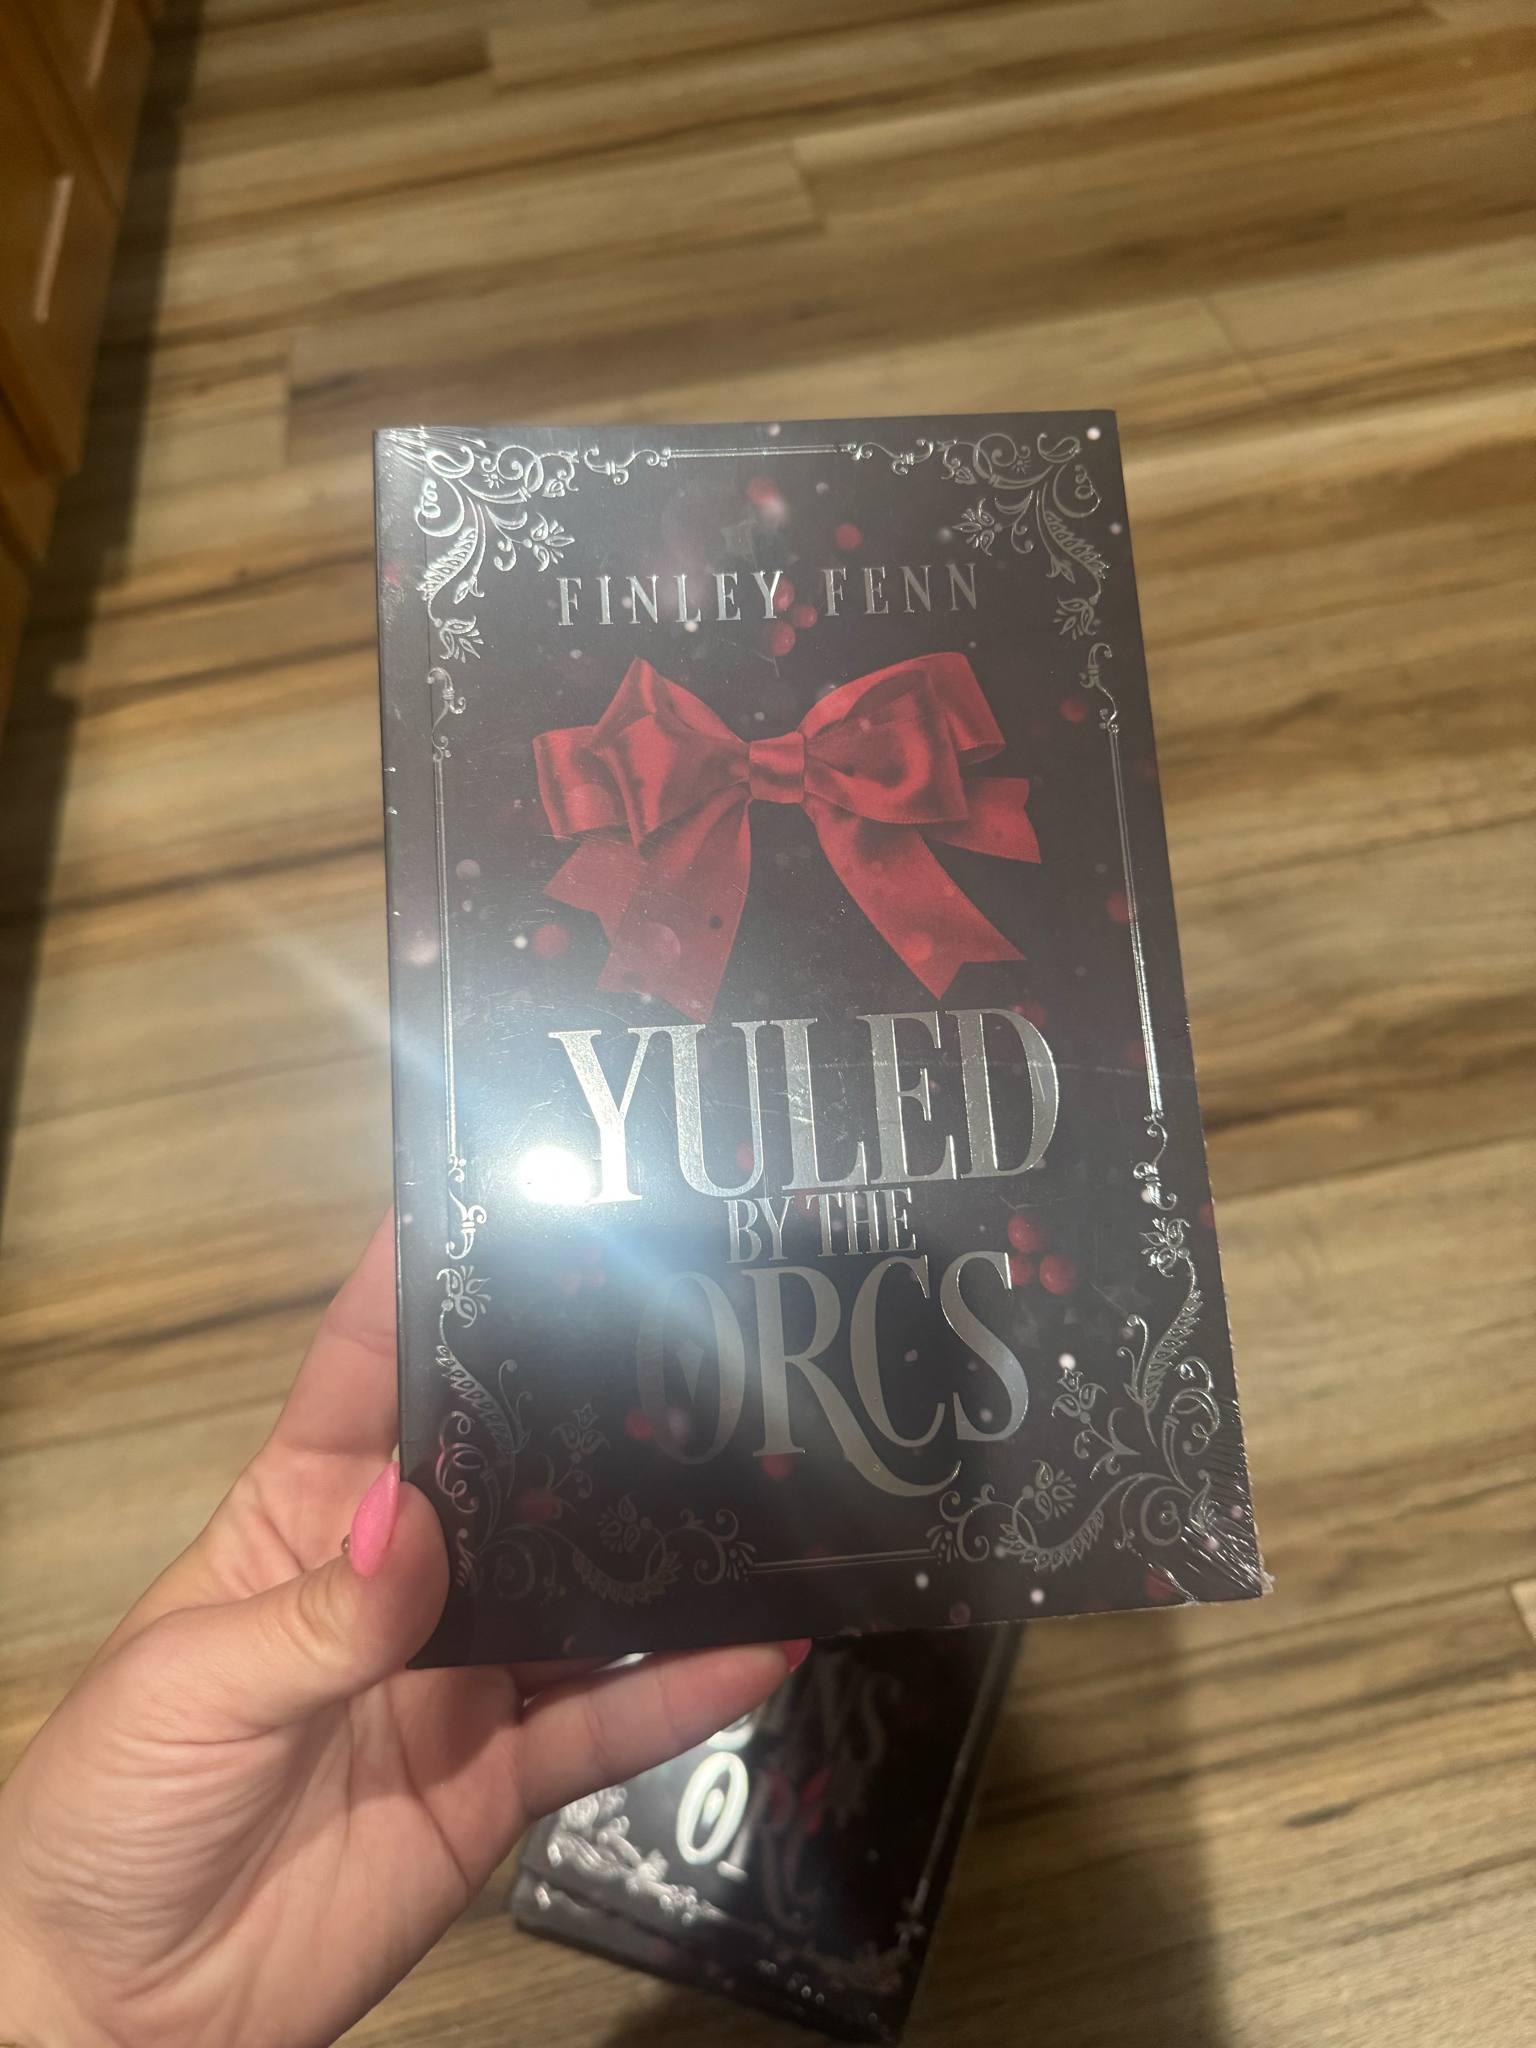 FINLEY FENN
YULED
BY THE
ORCS